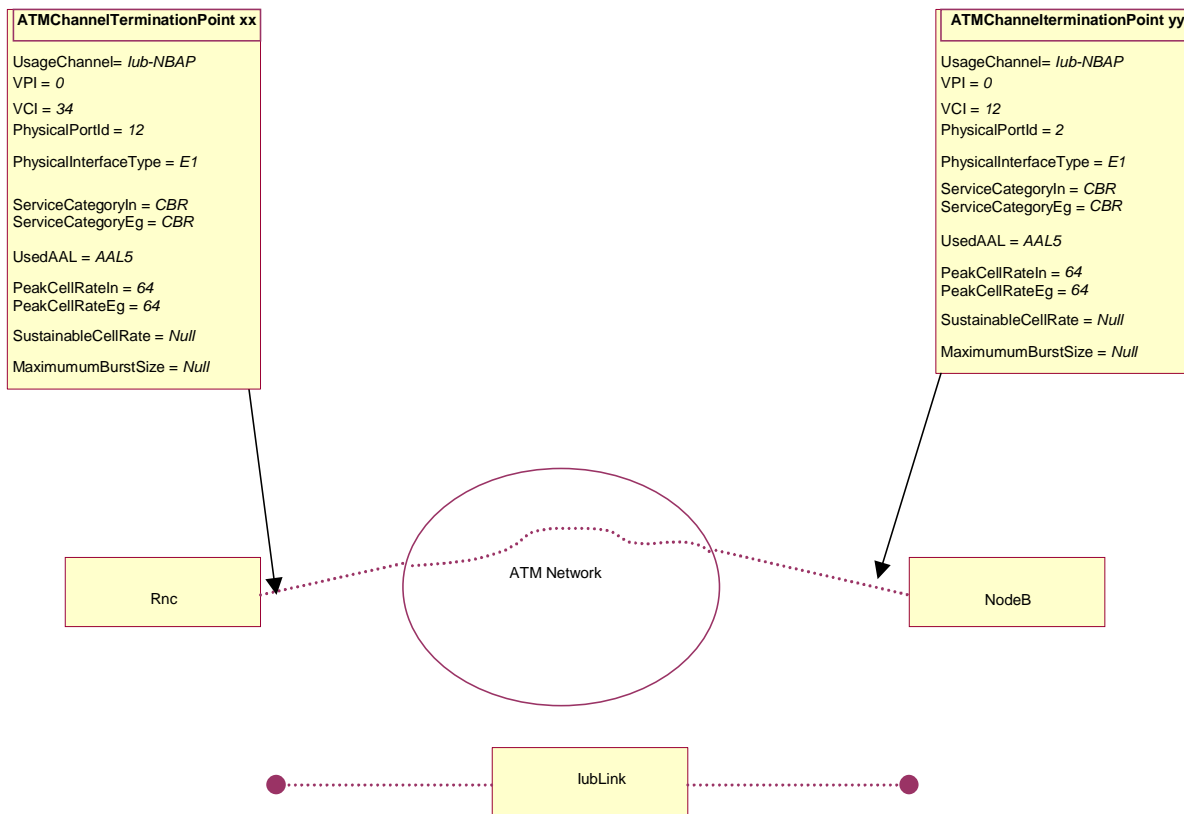 ATMChannelTerminationPoint xx
UsageChannel= Iub-NBAP
VPI = 0
VCI = 34
PhysicalPortId = 12
PhysicalInterfaceType = E1
ServiceCategoryIn = CBR
ServiceCategoryEg = CBR
UsedAAL = AAL5
PeakCellRateIn = 64
PeakCellRateEg = 64
SustainableCellRate = Null
MaximumumBurstSize = Null
ATMChannelterminationPoint yy
UsageChannel= Iub-NBAP
VPI = 0
VCI = 12
PhysicalPortId = 2
PhysicalInterfaceType = E1
ServiceCategoryIn = CBR
ServiceCategoryEg = CBR
UsedAAL = AAL5
PeakCellRateIn = 64
PeakCellRateEg = 64
SustainableCellRate = Null
MaximumumBurstSize = Null
Rnc
ATM Network
NodeB
IubLink